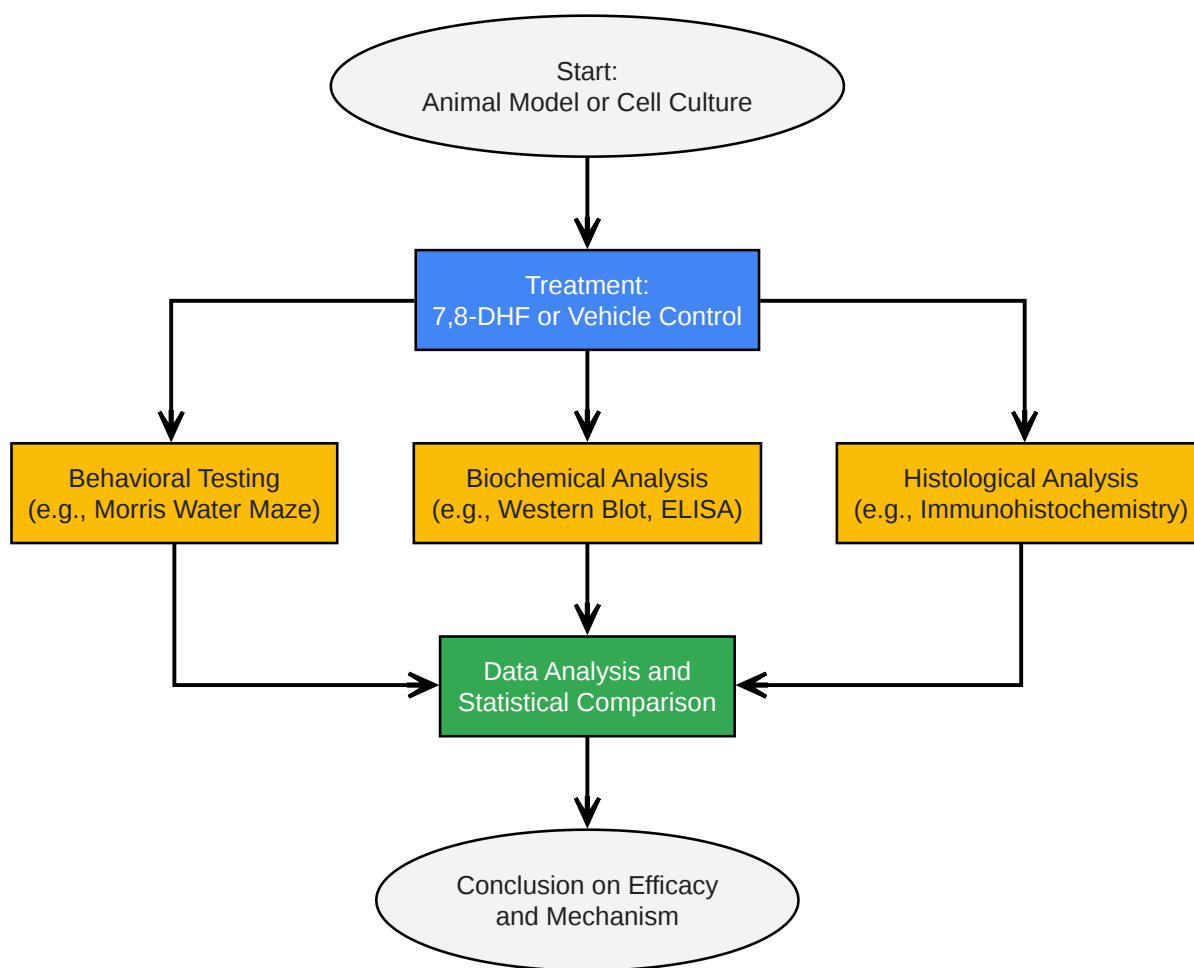 Start:
Animal Model or Cell Culture
Treatment:
7,8-DHF or Vehicle Control
Behavioral Testing
(e.g., Morris Water Maze)
Biochemical Analysis
(e.g., Western Blot, ELISA)
Histological Analysis
(e.g., Immunohistochemistry)
Data Analysis and
Statistical Comparison
Conclusion on Efficacy
and Mechanism